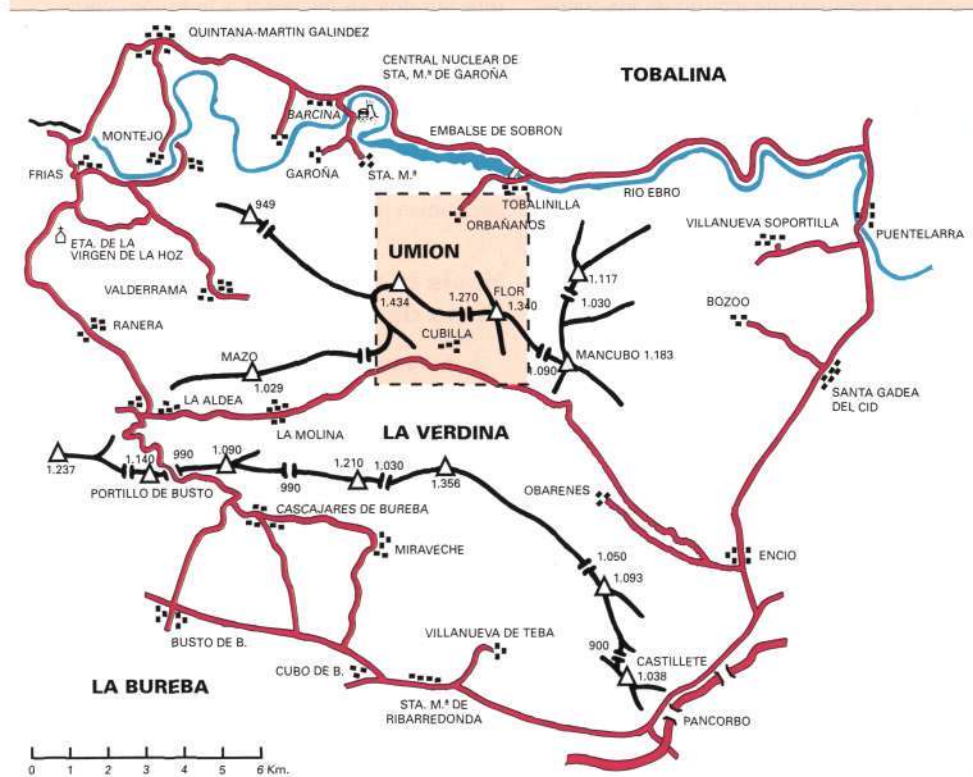 QUINTANA-MARTIN GALINDEZ
CENTRAL NUCLEAR DE
STA, M.ª DE GAROÑA
TOBALINA
BARCINA
MONTEJO
EMBALSE DE SOBRON
FRIAS
GAROÑA
STA. M.ª
TOBALINILLA
RIO EBRO
ORBAÑANOS
949
VILLANUEVA SOPORTILLA
PUENTELARRA
ETA. DE LA
VIRGEN DE LA HOZ
UMION
VALDERRAMA
1.117
1.434
1.270
FLOR
1.340
1.030
BOZOO
RANERA
CUBILLA
MAZO
1.029
1.090
MANCUBO 1.183
SANTA GADEA
DEL CID
LA ALDEA
LA MOLINA
LA VERDINA
1.237
1.140
990
1.090
990
1.210
1.030
1.356
PORTILLO DE BUSTO
OBARENES
CASCAJARES DE BUREBA
MIRAVECHE
1.050
ENCIO
1.093
BUSTO DE B.
VILLANUEVA DE TEBA
900
CASTILLETE
1.038
CUBO DE B.
LA BUREBA
STA. M.ª DE
RIBARREDONDA
PANCORBO
0 1 2 3 4 5 6 Km.